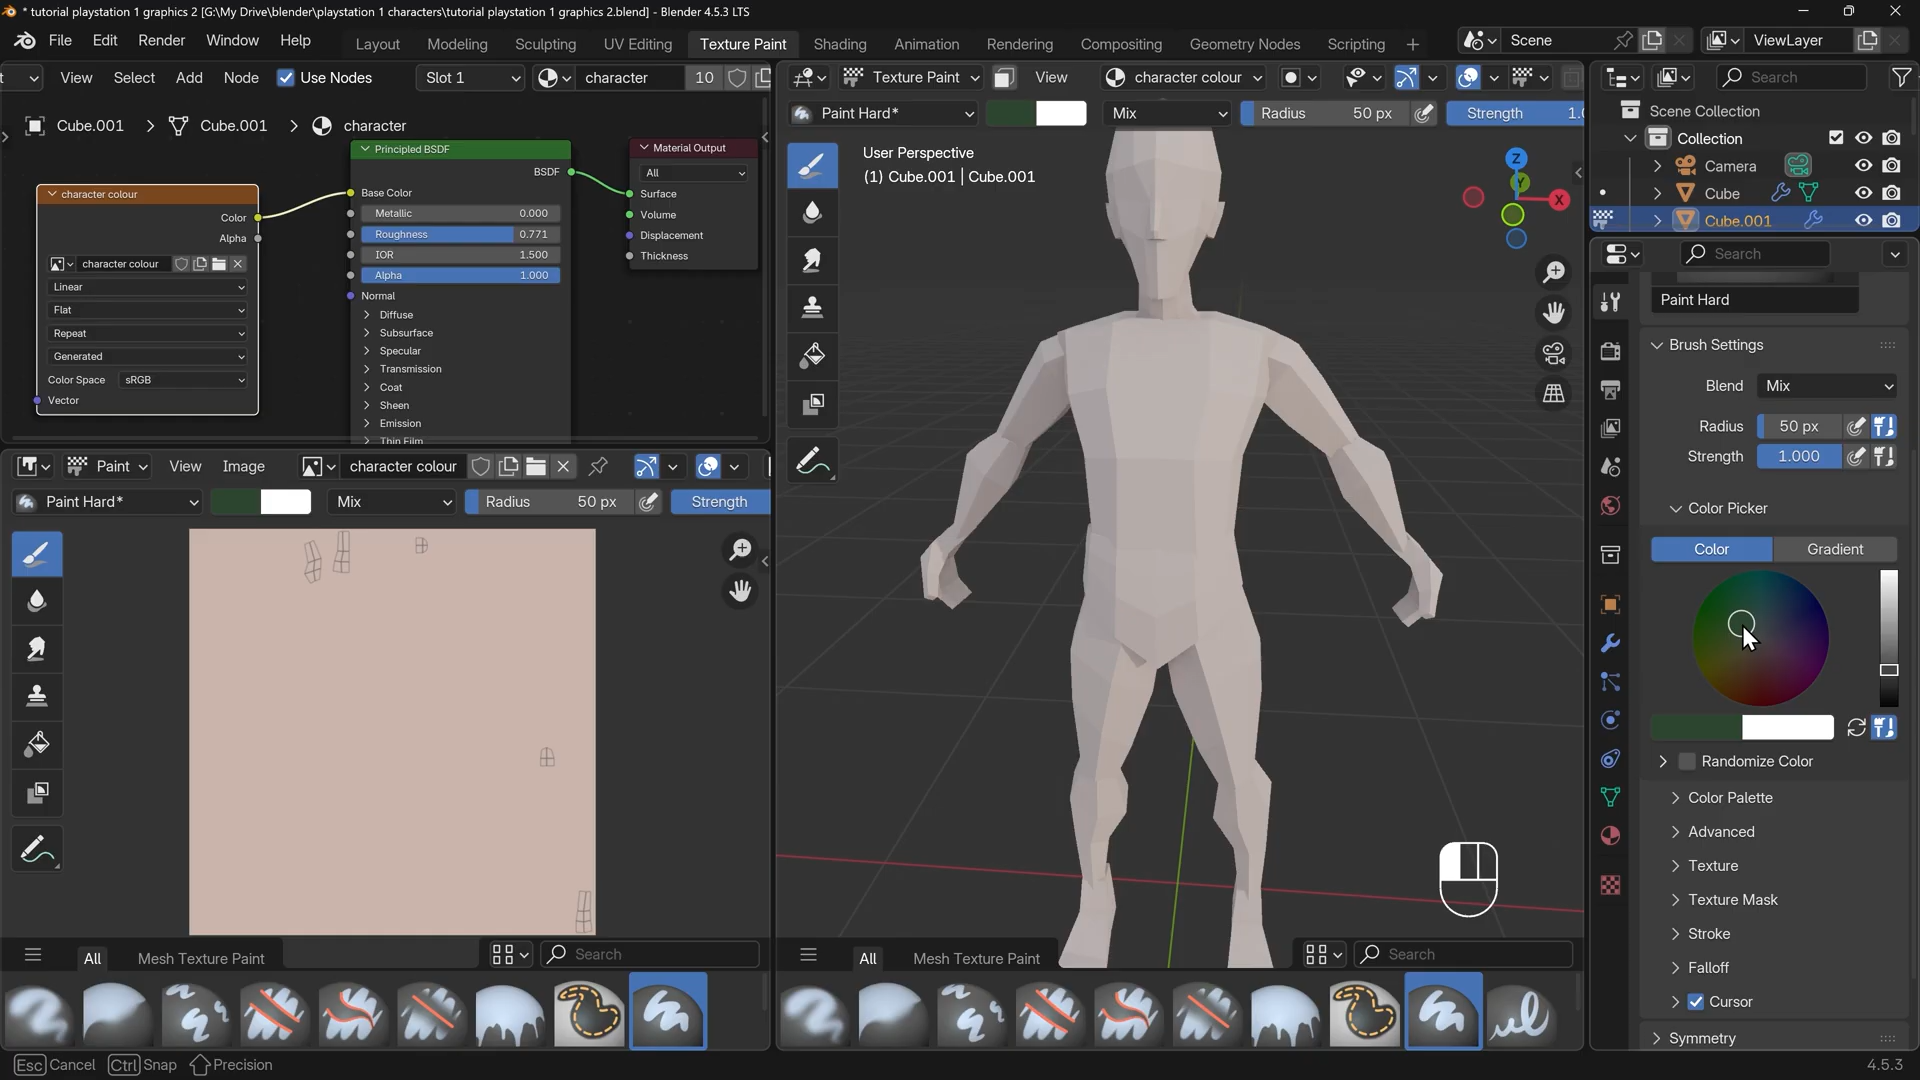 * tutorial playstation 1 graphics 2 [G:\My Drive\blender\playstation 1 characters\tutorial playstation 1 graphics 2.blend] - Blender 4.5.3 LTS
File Edit Render Window Help
Layout Modeling Sculpting UV Editing Texture Paint Shading Animation Rendering Compositing Geometry Nodes Scripting +
Scene ViewLayer
View Select Add Node Use Nodes Slot 1 character 10
Cube.001 > Cube.001 > character
Principled BSDF
BSDF
Base Color
Metallic 0.000
Roughness 0.771
IOR 1.500
Alpha 1.000
Normal
Diffuse
Subsurface
Specular
Transmission
Coat
Sheen
Emission
Thin Film
Material Output
All
Surface
Volume
Displacement
Thickness
character colour
Color
Alpha
character colour
Linear
Flat
Repeat
Generated
Color Space sRGB
Vector
Paint View Image character colour
Paint Hard* Mix Radius 50 px Strength
All Mesh Texture Paint Search
Texture Paint View character colour
Paint Hard* Mix Radius 50 px Strength 1.0
User Perspective
(1) Cube.001 | Cube.001
Z
Y
X
All Mesh Texture Paint Search
Search
Scene Collection
Collection
Camera
Cube
Cube.001
Search
Paint Hard
Brush Settings
Blend Mix
Radius 50 px
Strength 1.000
Color Picker
Color Gradient
Randomize Color
Color Palette
Advanced
Texture
Texture Mask
Stroke
Falloff
Cursor
Symmetry
Esc Cancel Ctrl Snap Precision
4.5.3